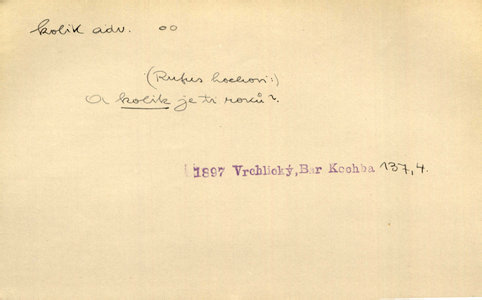 kolik adv. oo
(Rufus hochovi:)
A kolik je ti roků?
1897 Vrchlický, Bar Kochba 137, 4.